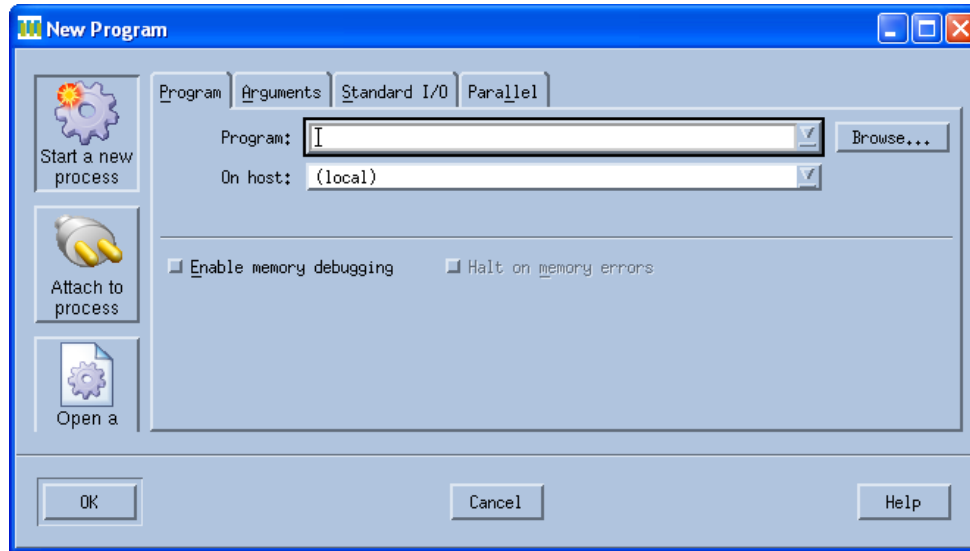 New Program
Program Arguments Standard I/O Parallel
Start a new
process
Program:
Browse...
On host: (local)
Enable memory debugging Halt on memory errors
Attach to
process
Open a
OK Cancel Help